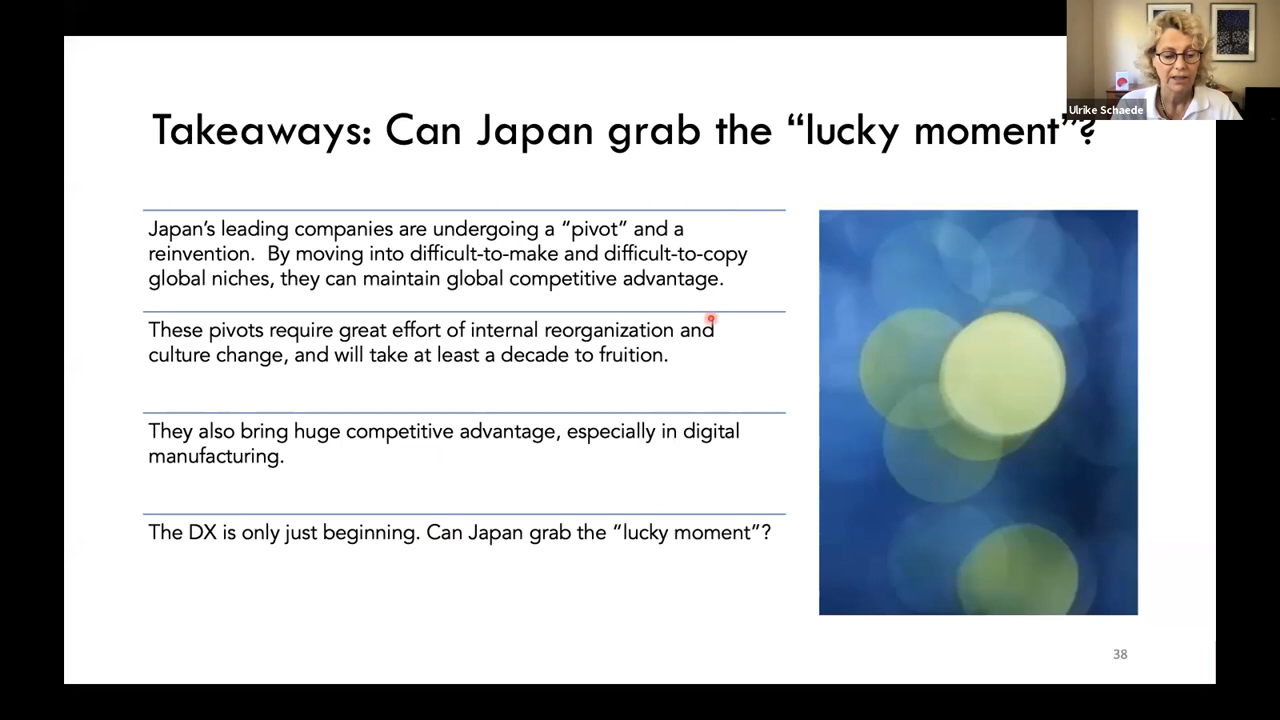 Ulrike Schaede
Takeaways: Can Japan grab the “lucky moment”?
Japan’s leading companies are undergoing a “pivot” and a
reinvention.  By moving into difficult-to-make and difficult-to-copy
global niches, they can maintain global competitive advantage.
These pivots require great effort of internal reorganization and
culture change, and will take at least a decade to fruition.
They also bring huge competitive advantage, especially in digital
manufacturing.
The DX is only just beginning. Can Japan grab the “lucky moment”?
38